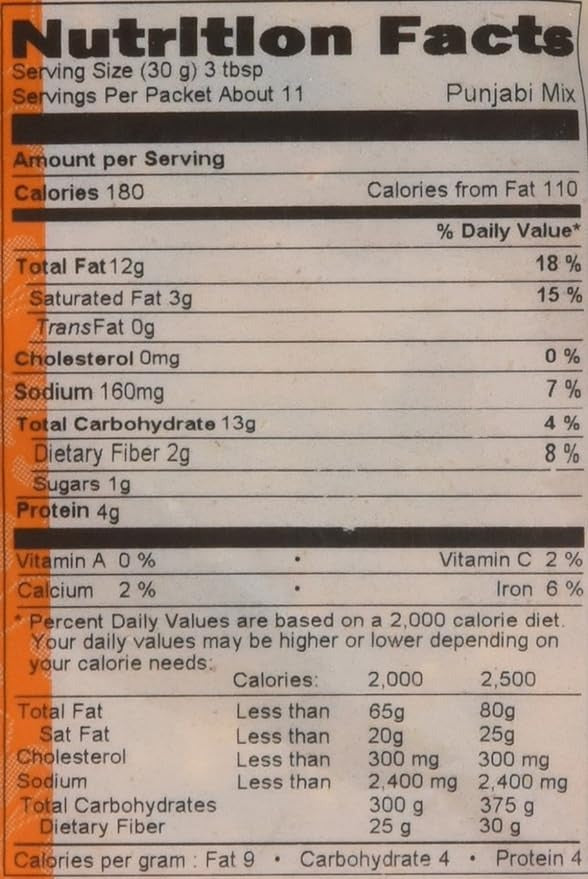 Nutrition Facts
Serving Size (30 g) 3 tbsp
Servings Per Packet About 11 Punjabi Mix
Amount per Serving
Calories 180 Calories from Fat 110
% Daily Value*
Total Fat 12g 18 %
Saturated Fat 3g 15 %
Trans Fat 0g
Cholesterol 0mg 0 %
Sodium 160mg 7 %
Total Carbohydrate 13g 4 %
Dietary Fiber 2g 8 %
Sugars 1g
Protein 4g
Vitamin A 0 % • Vitamin C 2 %
Calcium 2 % • Iron 6 %
* Percent Daily Values are based on a 2,000 calorie diet.
Your daily values may be higher or lower depending on
your calorie needs:
Calories: 2,000 2,500
Total Fat Less than 65g 80g
Sat Fat Less than 20g 25g
Cholesterol Less than 300 mg 300 mg
Sodium Less than 2,400 mg 2,400 mg
Total Carbohydrates 300 g 375 g
Dietary Fiber 25 g 30 g
Calories per gram : Fat 9 • Carbohydrate 4 • Protein 4